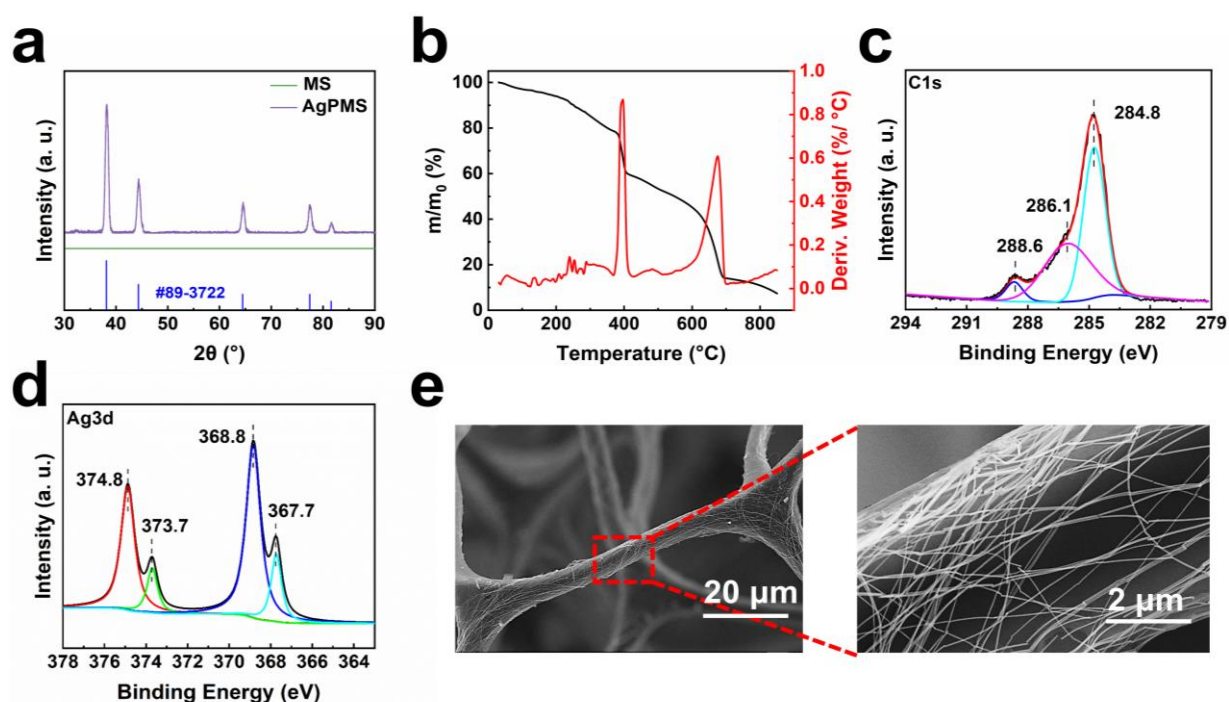 a
Intensity (a. u.)
MS
AgPMS
#89-3722
30 40 50 60 70 80 90
2θ (°)
b
m/m0 (%)
100
80
60
40
20
0
1.0
0.8
0.6
0.4
0.2
0.0
Deriv. Weight (%/ °C)
0 200 400 600 800
Temperature (°C)
c
Intensity (a. u.)
C1s
284.8
286.1
288.6
294 291 288 285 282 279
Binding Energy (eV)
d
Intensity (a. u.)
Ag3d
368.8
374.8
373.7
367.7
378 376 374 372 370 368 366 364
Binding Energy (eV)
e
20 μm
2 μm